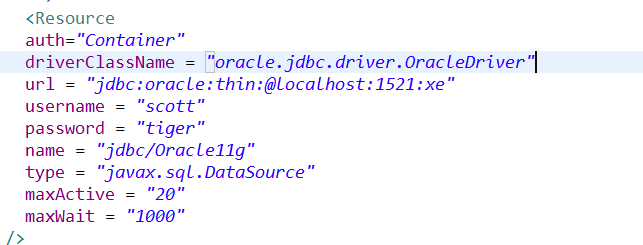 <Resource
auth="Container"
driverClassName = "oracle.jdbc.driver.OracleDriver"
url = "jdbc:oracle:thin:@localhost:1521:xe"
username = "scott"
password = "tiger"
name = "jdbc/Oracle11g"
type = "javax.sql.DataSource"
maxActive = "20"
maxWait = "1000"
/>